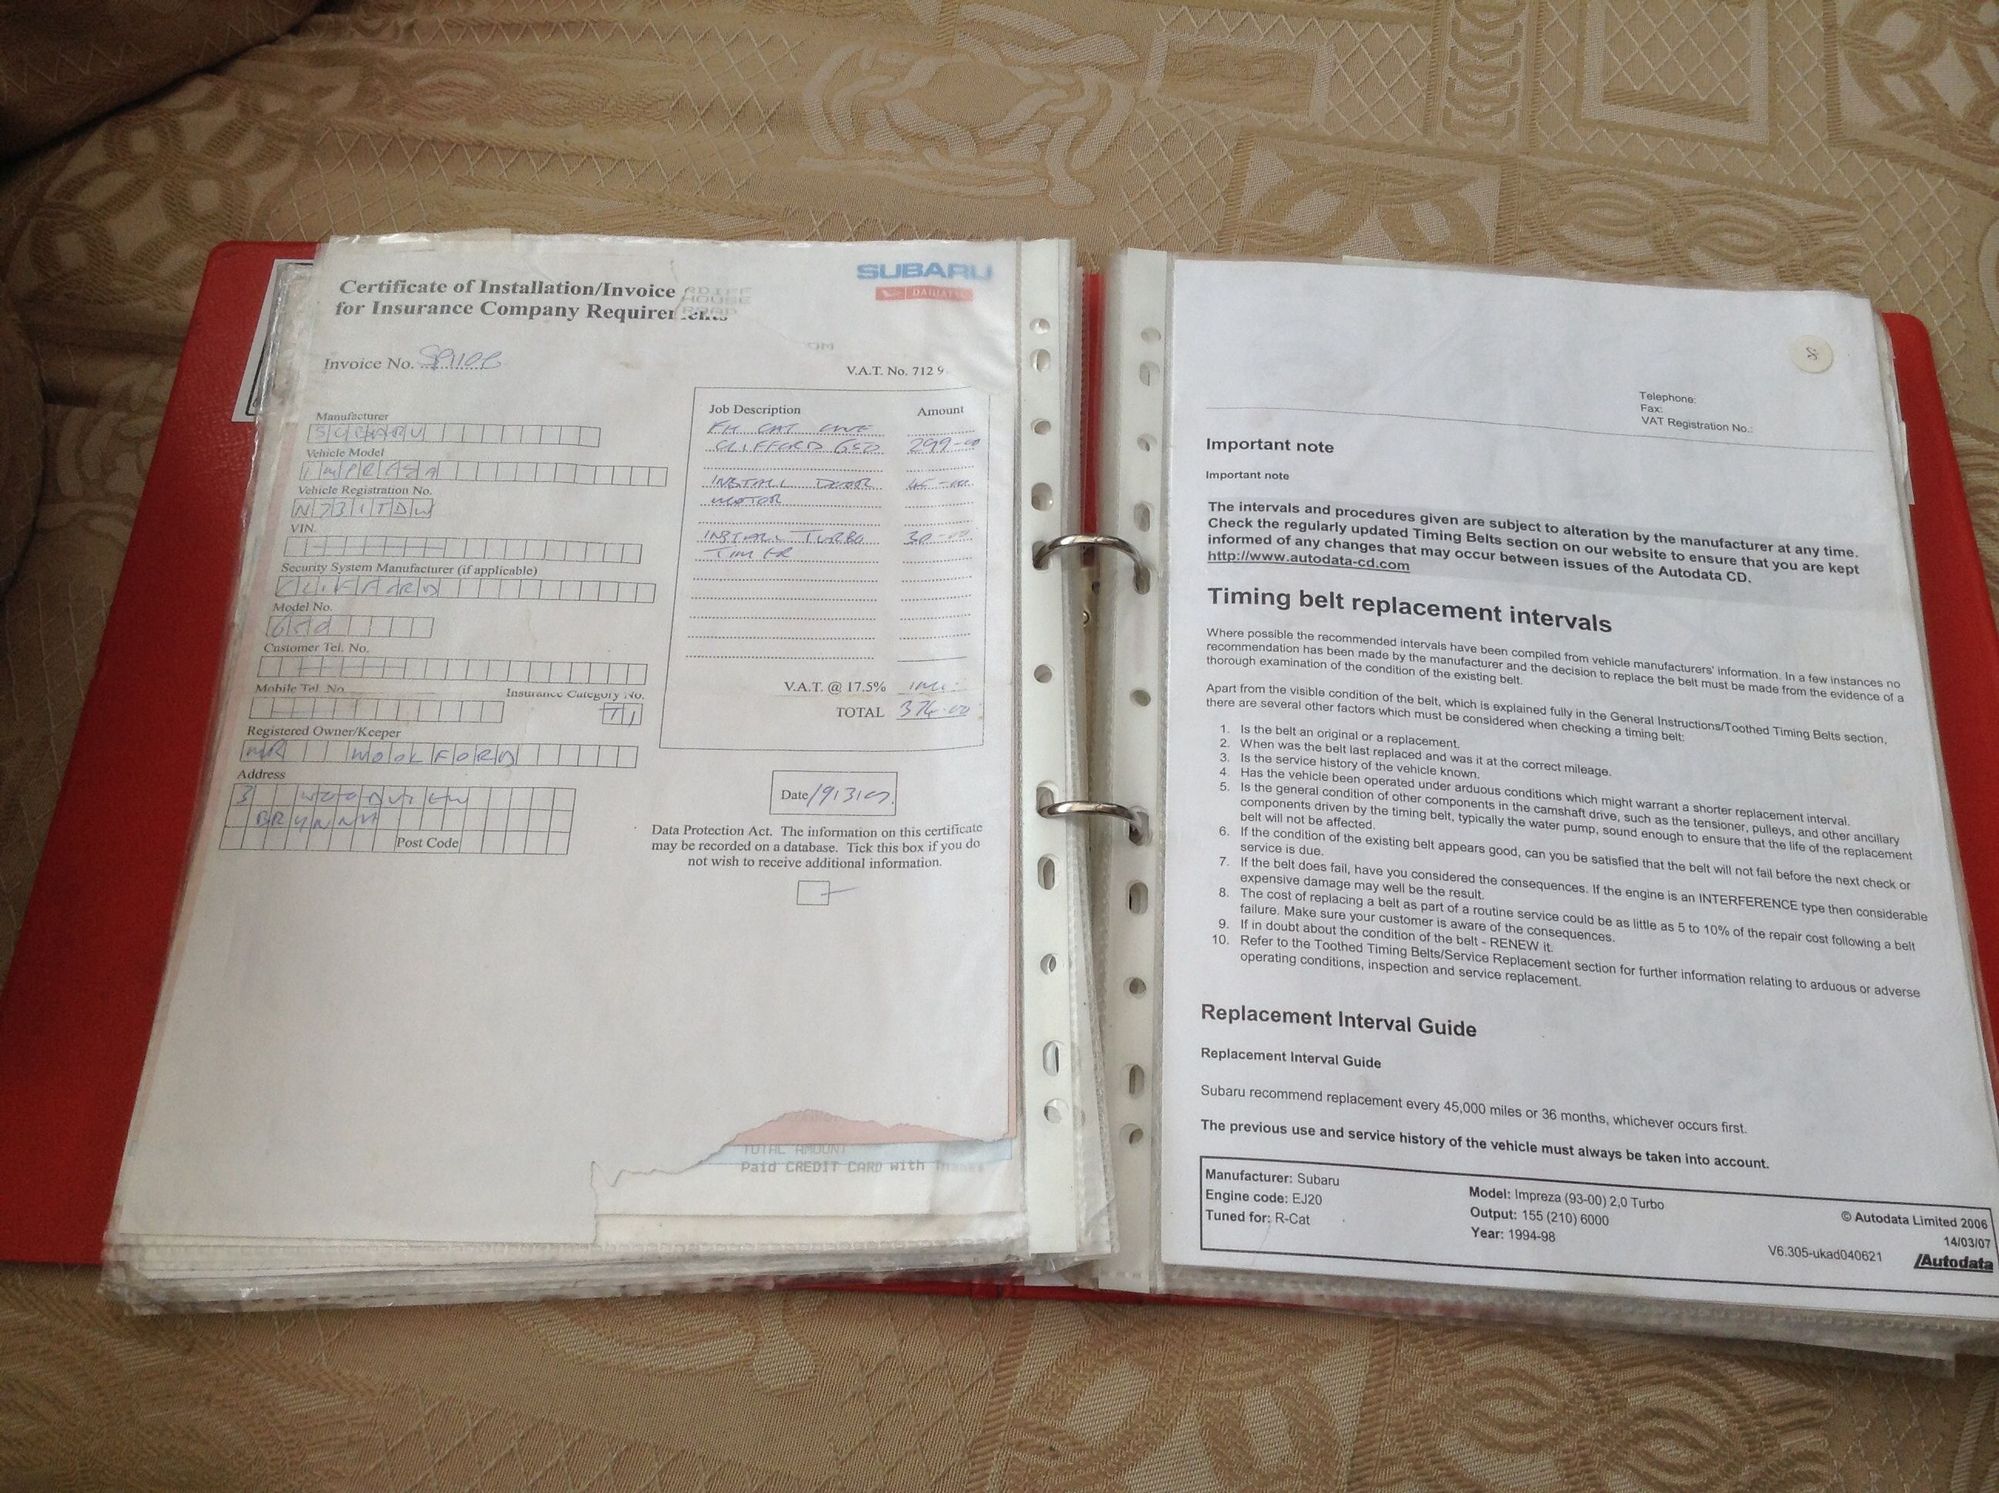 Certificate of Installation/Invoice
for Insurance Company Requirements
SUBARU
HOUSE
ROAD
Invoice No.
V.A.T. No. 712 9
Manufacturer
SUBARU
Vehicle Model
IMPREZA
Vehicle Registration No.
N731TDW
VIN.
Security System Manufacturer (if applicable)
CLIFFARD
Model No.
650
Customer Tel. No.
Mobile Tel. No.
Insurance Category No.
Registered Owner/Keeper
MR WOOLFORD
Address
3 WOODVIEW
BRYNNA
Post Code
Job Description Amount
CAT ONE
CLIFFORD 650 299-00
INSTALL DOOR
MOTOR
INSTALL TURBO 30-00
TIMER
V.A.T. @ 17.5%
TOTAL 374-00
Date
Data Protection Act. The information on this certificate
may be recorded on a database. Tick this box if you do
not wish to receive additional information.
TOTAL AMOUNT
Paid CREDIT CARD with Thanks
Telephone:
Fax:
VAT Registration No.:
Important note
Important note
The intervals and procedures given are subject to alteration by the manufacturer at any time.
Check the regularly updated Timing Belts section on our website to ensure that you are kept
informed of any changes that may occur between issues of the Autodata CD.
http://www.autodata-cd.com
Timing belt replacement intervals
Where possible the recommended intervals have been compiled from vehicle manufacturers' information. In a few instances no
recommendation has been made by the manufacturer and the decision to replace the belt must be made from the evidence of a
thorough examination of the condition of the existing belt.
Apart from the visible condition of the belt, which is explained fully in the General Instructions/Toothed Timing Belts section,
there are several other factors which must be considered when checking a timing belt:
1. Is the belt an original or a replacement.
2. When was the belt last replaced and was it at the correct mileage.
3. Is the service history of the vehicle known.
4. Has the vehicle been operated under arduous conditions which might warrant a shorter replacement interval.
5. Is the general condition of other components in the camshaft drive, such as the tensioner, pulleys, and other ancillary
components driven by the timing belt, typically the water pump, sound enough to ensure that the life of the replacement
belt will not be affected.
6. If the condition of the existing belt appears good, can you be satisfied that the belt will not fail before the next check or
service is due.
7. If the belt does fail, have you considered the consequences. If the engine is an INTERFERENCE type then considerable
expensive damage may well be the result.
8. The cost of replacing a belt as part of a routine service could be as little as 5 to 10% of the repair cost following a belt
failure. Make sure your customer is aware of the consequences.
9. If in doubt about the condition of the belt - RENEW it.
10. Refer to the Toothed Timing Belts/Service Replacement section for further information relating to arduous or adverse
operating conditions, inspection and service replacement.
Replacement Interval Guide
Replacement Interval Guide
Subaru recommend replacement every 45,000 miles or 36 months, whichever occurs first.
The previous use and service history of the vehicle must always be taken into account.
Manufacturer: Subaru
Engine code: EJ20
Tuned for: R-Cat
Model: Impreza (93-00) 2,0 Turbo
Output: 155 (210) 6000
Year: 1994-98
© Autodata Limited 2006
14/03/07
V6.305-ukad040621
/Autodata